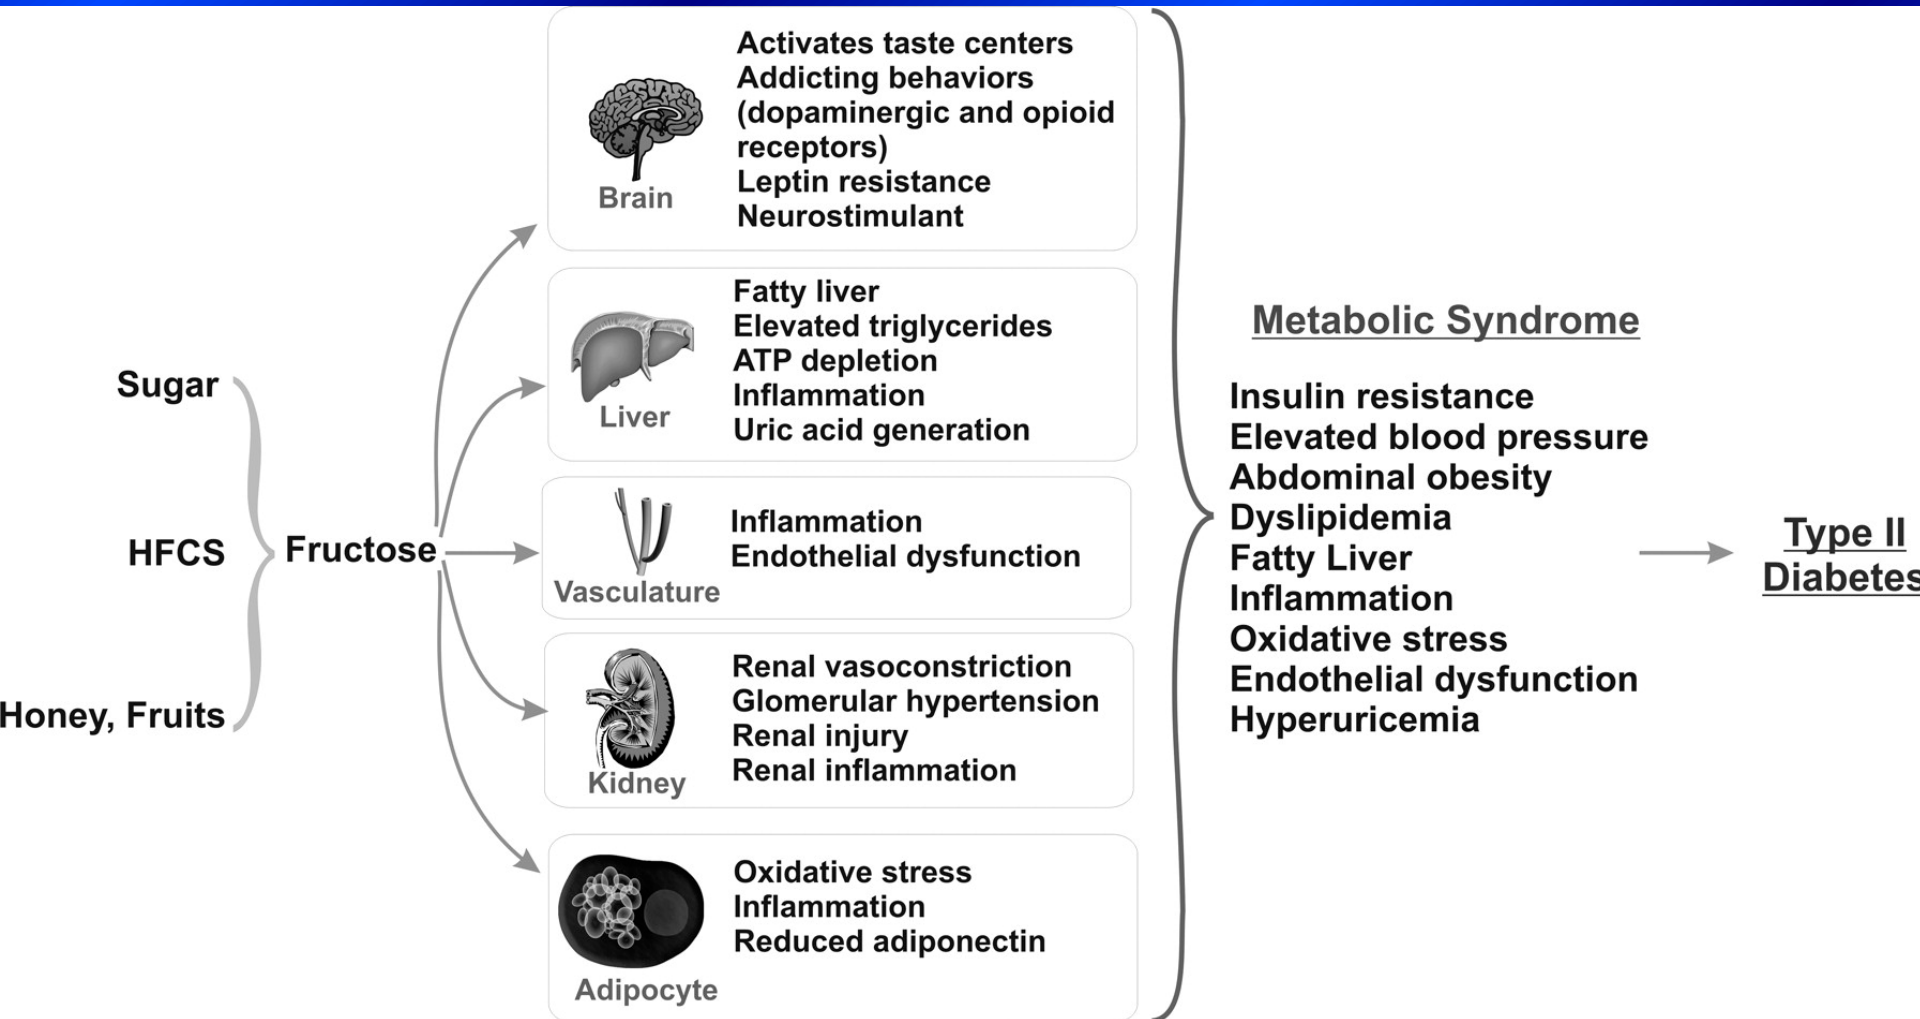 Sugar
HFCS
Honey, Fruits
Fructose
Activates taste centers
Addicting behaviors
(dopaminergic and opioid
receptors)
Leptin resistance
Neurostimulant
Brain
Fatty liver
Elevated triglycerides
ATP depletion
Inflammation
Uric acid generation
Liver
Inflammation
Endothelial dysfunction
Vasculature
Renal vasoconstriction
Glomerular hypertension
Renal injury
Renal inflammation
Kidney
Oxidative stress
Inflammation
Reduced adiponectin
Adipocyte
Metabolic Syndrome
Insulin resistance
Elevated blood pressure
Abdominal obesity
Dyslipidemia
Fatty Liver
Inflammation
Oxidative stress
Endothelial dysfunction
Hyperuricemia
Type II
Diabetes